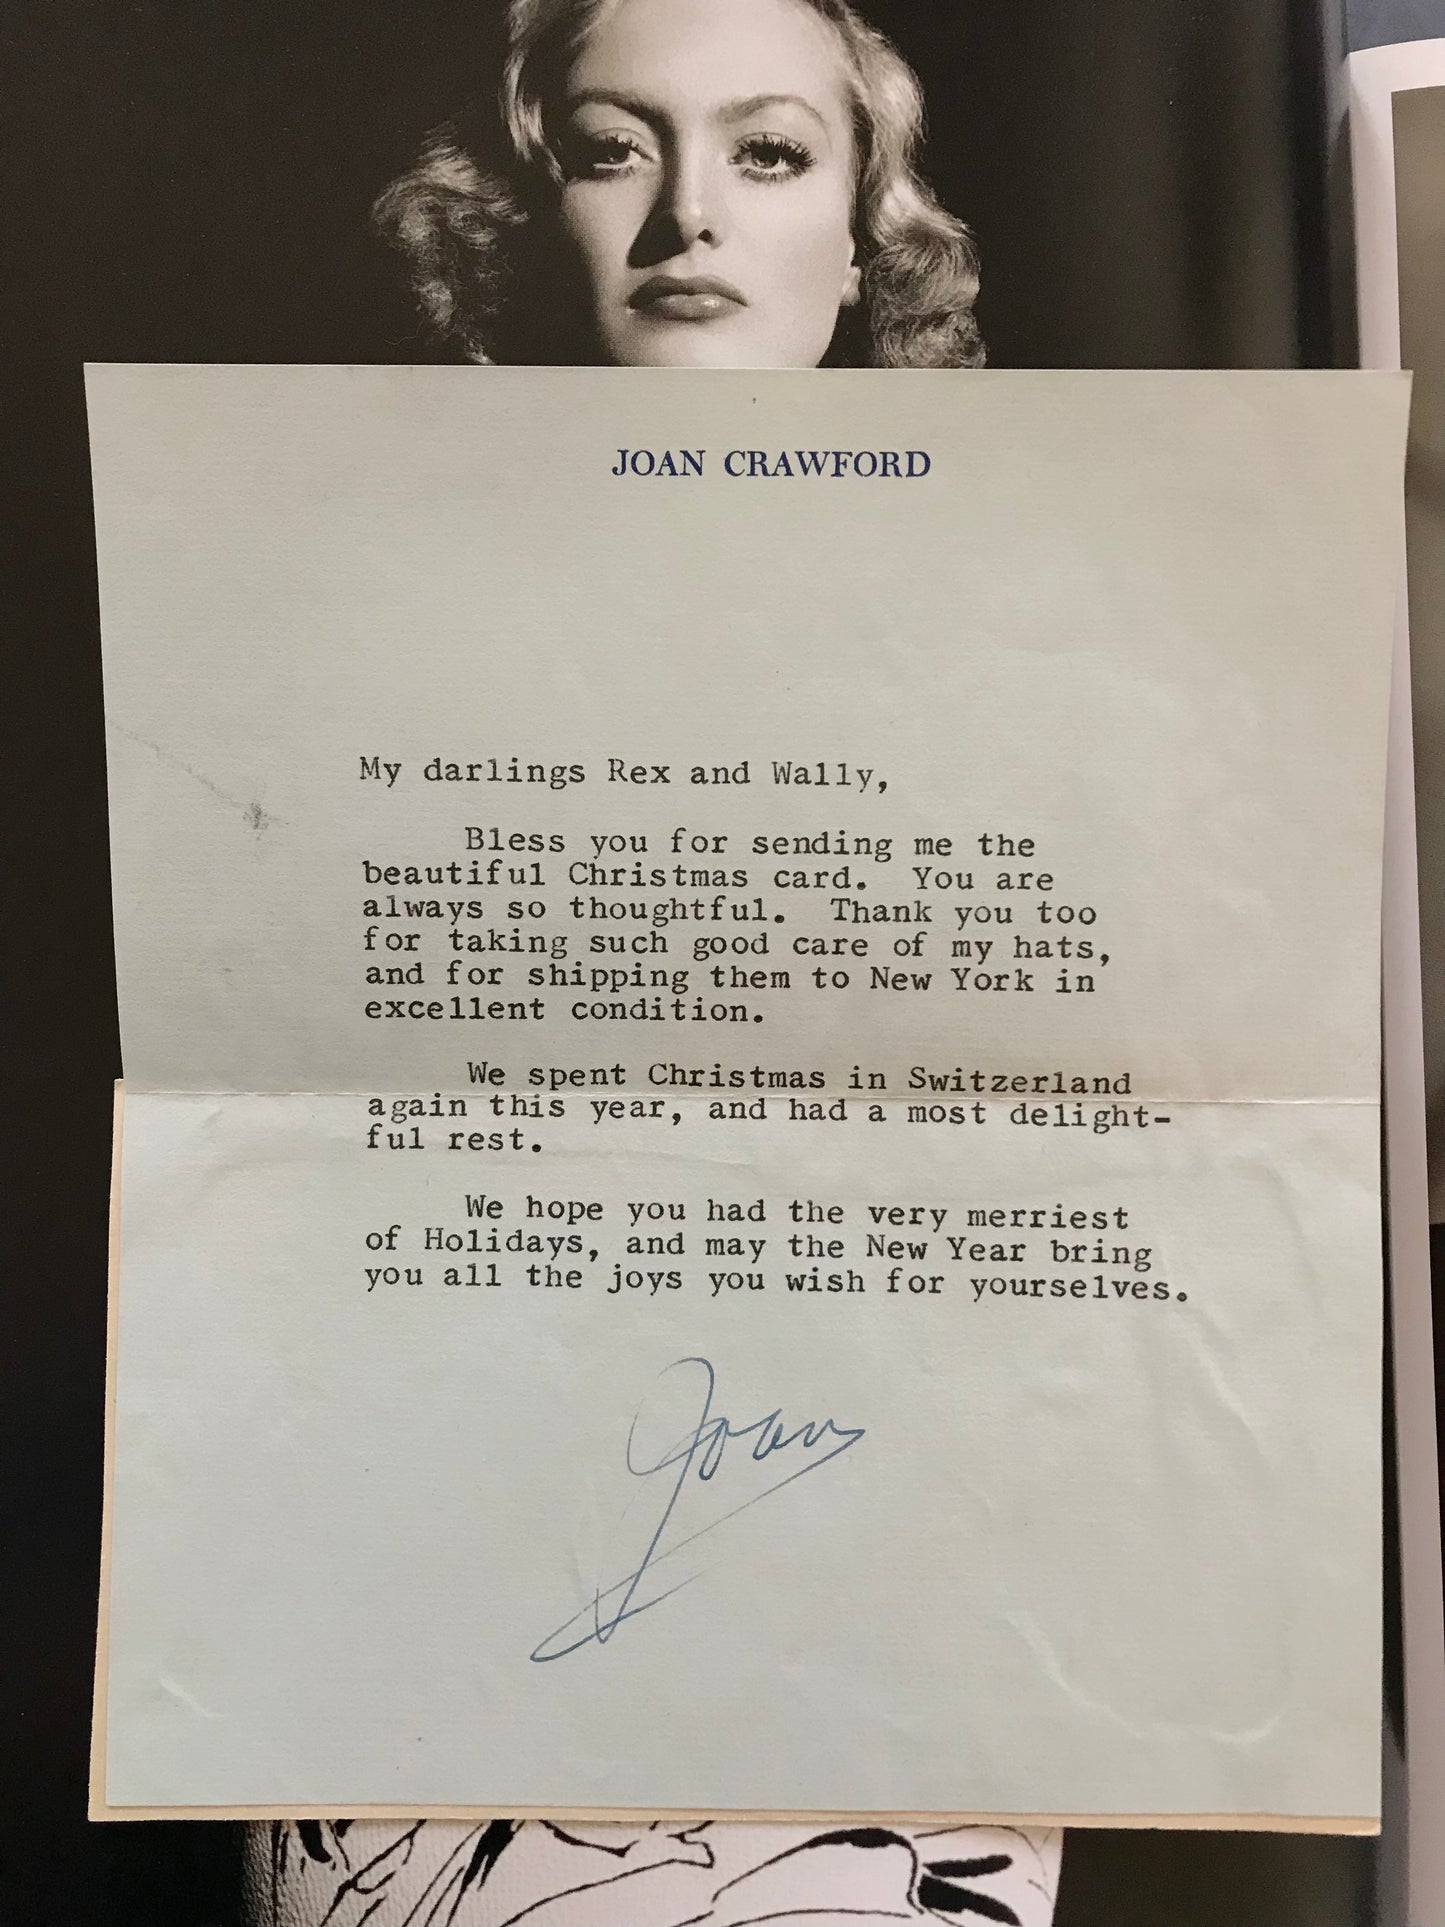 JOAN CRAWFORD
My darlings Rex and Wally,
Bless you for sending me the
beautiful Christmas card. You are
always so thoughtful. Thank you too
for taking such good care of my hats,
and for shipping them to New York in
excellent condition.
We spent Christmas in Switzerland
again this year, and had a most delight-
ful rest.
We hope you had the very merriest
of Holidays, and may the New Year bring
you all the joys you wish for yourselves.
Joan